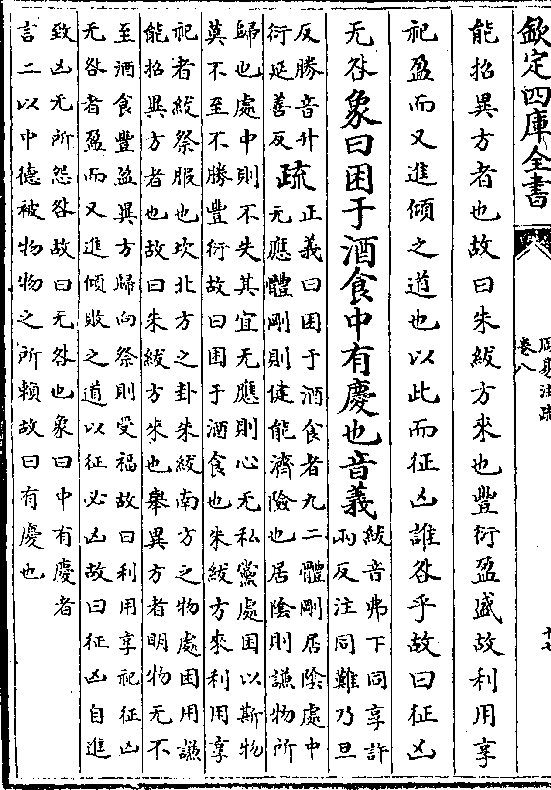 欽定四庫全書
周易注疏
卷八
十七
能招異方者也故曰朱紱方來也豐衍盈盛故利用享
祀盈而又進傾之道也以此而征凶誰咎乎故曰征凶
无咎象曰困于酒食中有慶也音義
紱音弗下同享許
兩反注同難乃旦
反勝音升
衍延善反
疏
正義曰困于酒食者九二體剛居陰處中
无應體剛則健能濟險也居陰則謙物所
歸也處中則不失其宜无應則心无私黨處困以斯物
莫不至不勝豐衍故曰困于酒食也朱紱方來利用享
祀者紱祭服也坎北方之卦朱紱南方之物處困用謙
能招異方者也故曰朱紱方來也舉異方者明物无不
至酒食豐盈異方歸向祭則受福故曰利用享祀征凶
无咎者盈而又進傾敗之道以征必凶故曰征凶自進
致凶无所怨咎故曰无咎也象曰中有慶者
言二以中德被物物之所賴故曰有慶也